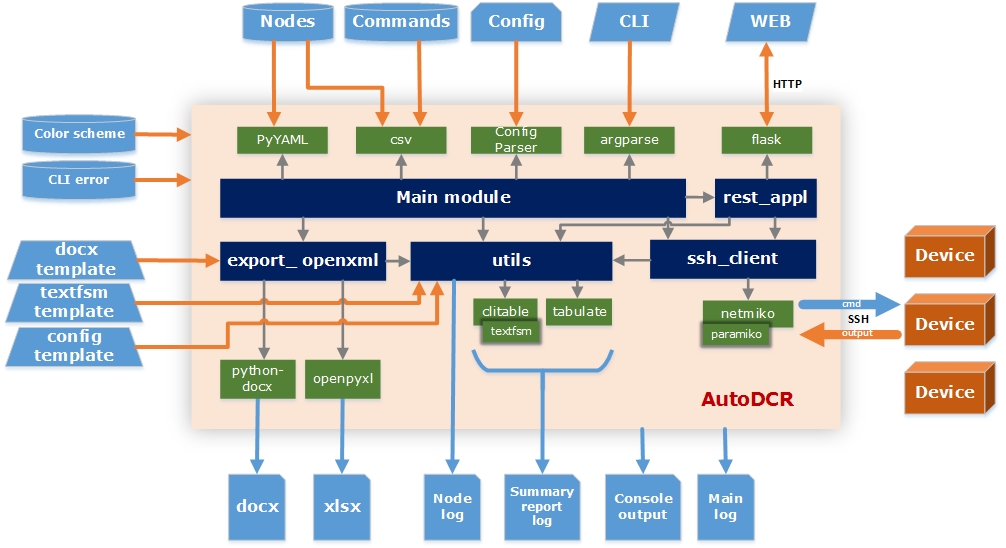 Nodes
Commands
Config
CLI
WEB
HTTP
Color scheme
CLI error
PyYAML
csv
Config
Parser
argparse
flask
Main module
rest_appl
docx
template
textfsm
template
config
template
export_ openxml
utils
ssh_client
clitable
textfsm
tabulate
netmiko
paramiko
cmd
SSH
output
Device
Device
Device
python-
docx
openpyxl
AutoDCR
docx
xlsx
Node
log
Summary
report
log
Console
output
Main
log